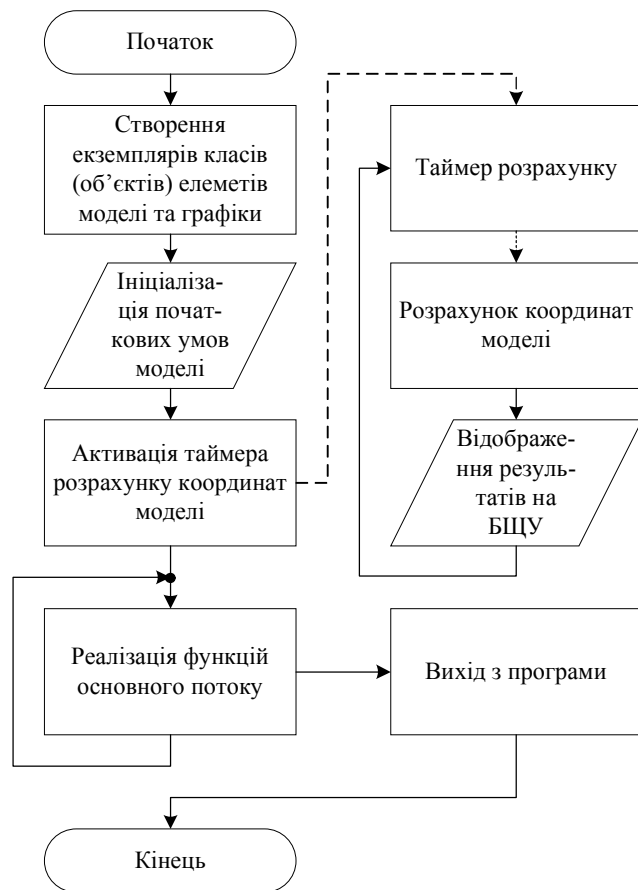 Початок
Створення
екземплярів класів
(об’єктів) елеметів
моделі та графіки
Ініціаліза-
ція почат-
кових умов
моделі
Активація таймера
розрахунку координат
моделі
Реалізація функцій
основного потоку
Таймер розрахунку
Розрахунок координат
моделі
Відображе-
ння резуль-
татів на
БЩУ
Вихід з програми
Кінець